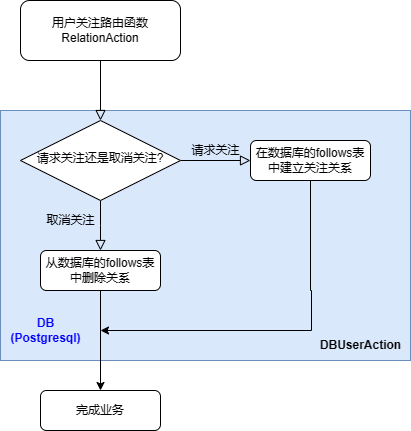 用户关注路由函数
RelationAction
请求关注还是取消关注?
请求关注
在数据库的follows表
中建立关注关系
取消关注
从数据库的follows表
中删除关系
DB
(Postgresql)
DBUserAction
完成业务